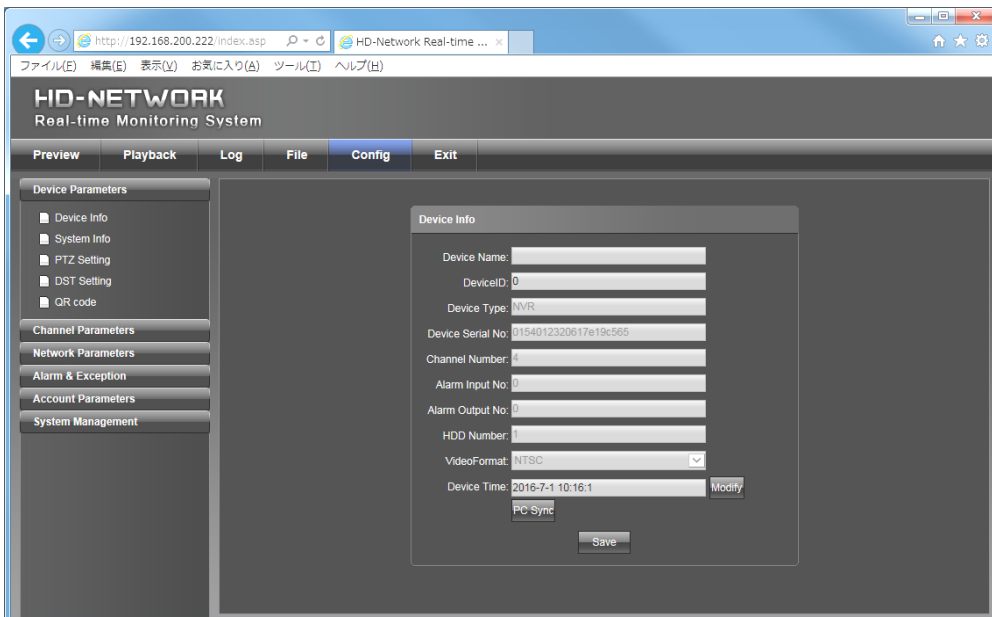 http://192.168.200.222/index.asp
HD-Network Real-time ...
ファイル(F) 編集(E) 表示(V) お気に入り(A) ツール(T) ヘルプ(H)
HD-NETWORK
Real-time Monitoring System
Preview Playback Log File Config Exit
Device Parameters
Device Info
System Info
PTZ Setting
DST Setting
QR code
Channel Parameters
Network Parameters
Alarm & Exception
Account Parameters
System Management
Device Info
Device Name:
DeviceID: 0
Device Type: NVR
Device Serial No: 0154012320617e19c565
Channel Number: 4
Alarm Input No: 0
Alarm Output No: 0
HDD Number: 1
VideoFormat: NTSC
Device Time: 2016-7-1 10:16:1 Modify
PC Sync
Save